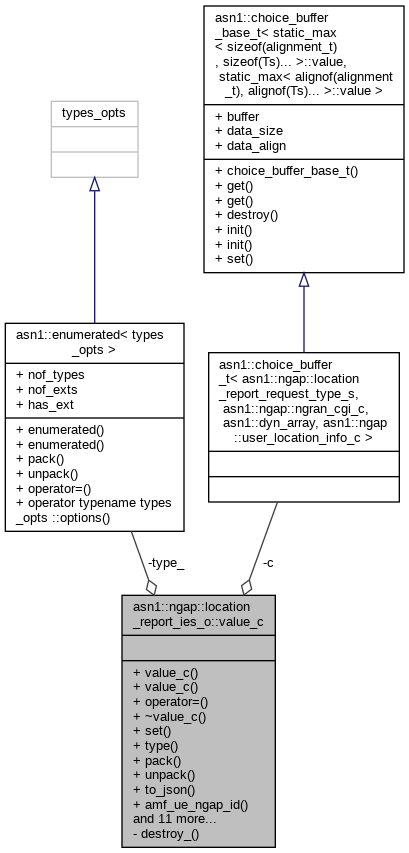 asn1::choice_buffer
_base_t< static_max
< sizeof(alignment_t)
, sizeof(Ts)... >::value,
static_max< alignof(alignment
_t), alignof(Ts)... >::value >
+ buffer
+ data_size
+ data_align
+ choice_buffer_base_t()
+ get()
+ get()
+ destroy()
+ init()
+ init()
+ set()
types_opts
asn1::enumerated< types
_opts >
+ nof_types
+ nof_exts
+ has_ext
+ enumerated()
+ enumerated()
+ pack()
+ unpack()
+ operator=()
+ operator typename types
_opts ::options()
asn1::choice_buffer
_t< asn1::ngap::location
_report_request_type_s,
asn1::ngap::ngran_cgi_c,
asn1::dyn_array, asn1::ngap
::user_location_info_c >
-type_
-c
asn1::ngap::location
_report_ies_o::value_c
+ value_c()
+ value_c()
+ operator=()
+ ~value_c()
+ set()
+ type()
+ pack()
+ unpack()
+ to_json()
+ amf_ue_ngap_id()
and 11 more...
- destroy_()